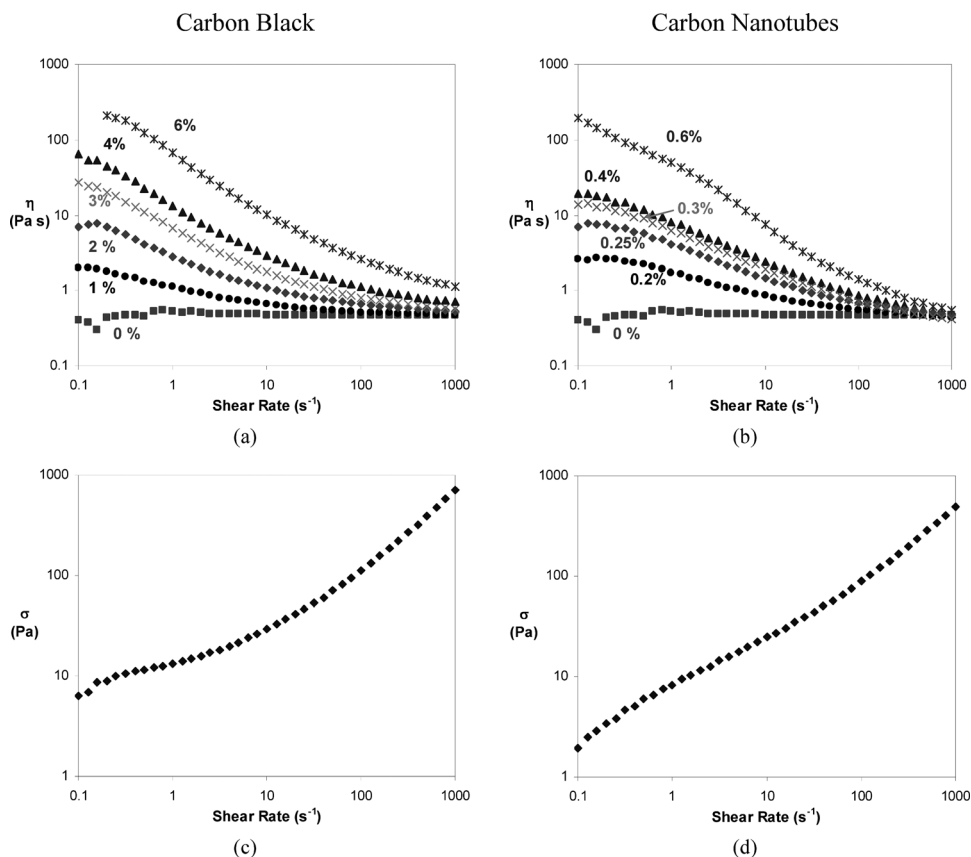 Carbon Black
Carbon Nanotubes
1000
100
10
1
0.1
η
(Pa s)
6%
4%
3%
2 %
1 %
0 %
0.1 1 10 100 1000
Shear Rate (s⁻¹)
(a)
1000
100
10
1
0.1
η
(Pa s)
0.6%
0.4%
0.3%
0.25%
0.2%
0 %
0.1 1 10 100 1000
Shear Rate (s⁻¹)
(b)
1000
100
10
1
σ
(Pa)
0.1 1 10 100 1000
Shear Rate (s⁻¹)
(c)
1000
100
10
1
σ
(Pa)
0.1 1 10 100 1000
Shear Rate (s⁻¹)
(d)